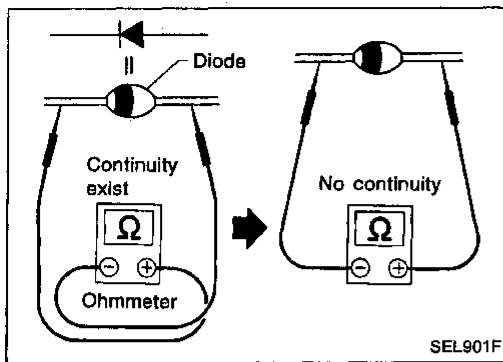 Diode
Continuity
exist
Ω
⊖ ⊕
Ohmmeter
No continuity
Ω
⊖ ⊕
SEL901F